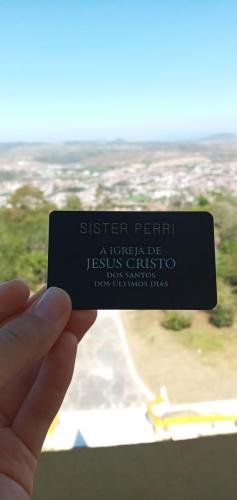 SISTER PERRI
A IGREJA DE
JESUS CRISTO
DOS SANTOS
DOS ÚLTIMOS DIAS